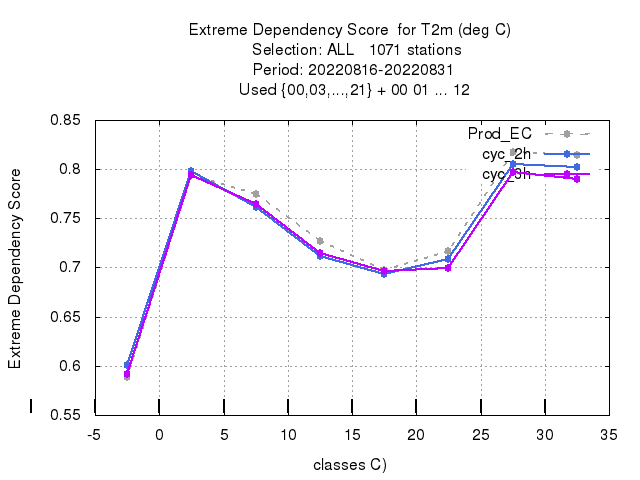 Extreme Dependency Score  for T2m (deg C)
Selection: ALL   1071 stations
Period: 20220816-20220831
Used {00,03,...,21} + 00 01 ... 12
Prod_EC
cyc_2h
cyc_3h
Extreme Dependency Score
0.85
0.8
0.75
0.7
0.65
0.6
0.55
-5 0 5 10 15 20 25 30 35
classes C)